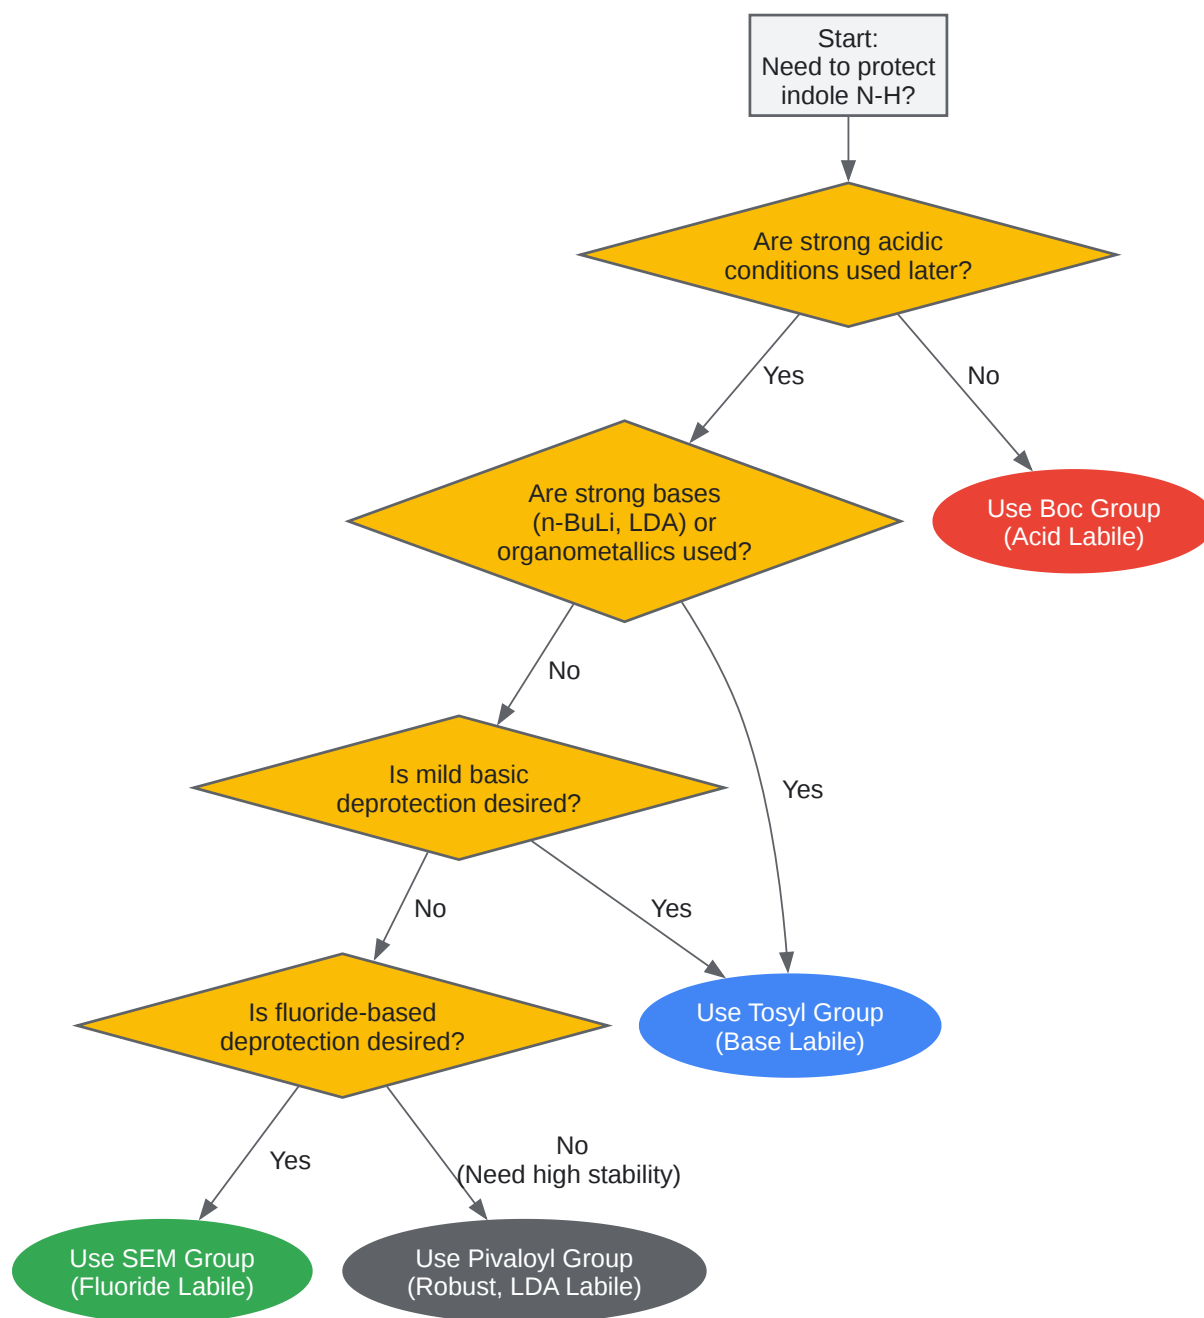 Start:
Need to protect
indole N-H?
Are strong acidic
conditions used later?
Yes
No
Are strong bases
(n-BuLi, LDA) or
organometallics used?
Use Boc Group
(Acid Labile)
No
Yes
Is mild basic
deprotection desired?
No
Yes
Is fluoride-based
deprotection desired?
Use Tosyl Group
(Base Labile)
Yes
No
(Need high stability)
Use SEM Group
(Fluoride Labile)
Use Pivaloyl Group
(Robust, LDA Labile)